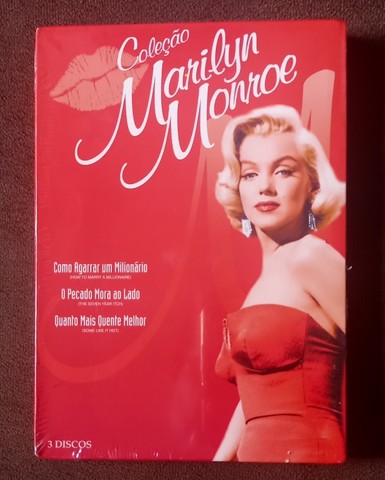 Coleção
Marilyn
Monroe
Como Agarrar um Milionário
(HOW TO MARRY A MILLIONAIRE)
O Pecado Mora ao Lado
(THE SEVEN YEAR ITCH)
Quanto Mais Quente Melhor
(SOME LIKE IT HOT)
3 DISCOS